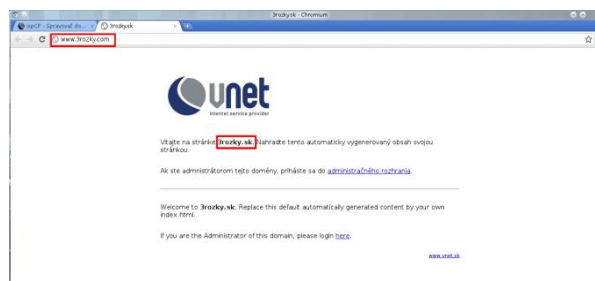 3rozky.sk - Chromium
ispCP - Spravovať do...
3rozky.sk
www.3rozky.com
unet
internet service provider
Vitajte na stránke 3rozky.sk. Nahraďte tento automaticky vygenerovaný obsah svojou
stránkou.
Ak ste administrátorom tejto domény, prihláste sa do administračného rozhrania.
Welcome to 3rozky.sk. Replace this default automatically generated content by your own
index.html.
If you are the Administrator of this domain, please login here.
www.vnet.sk